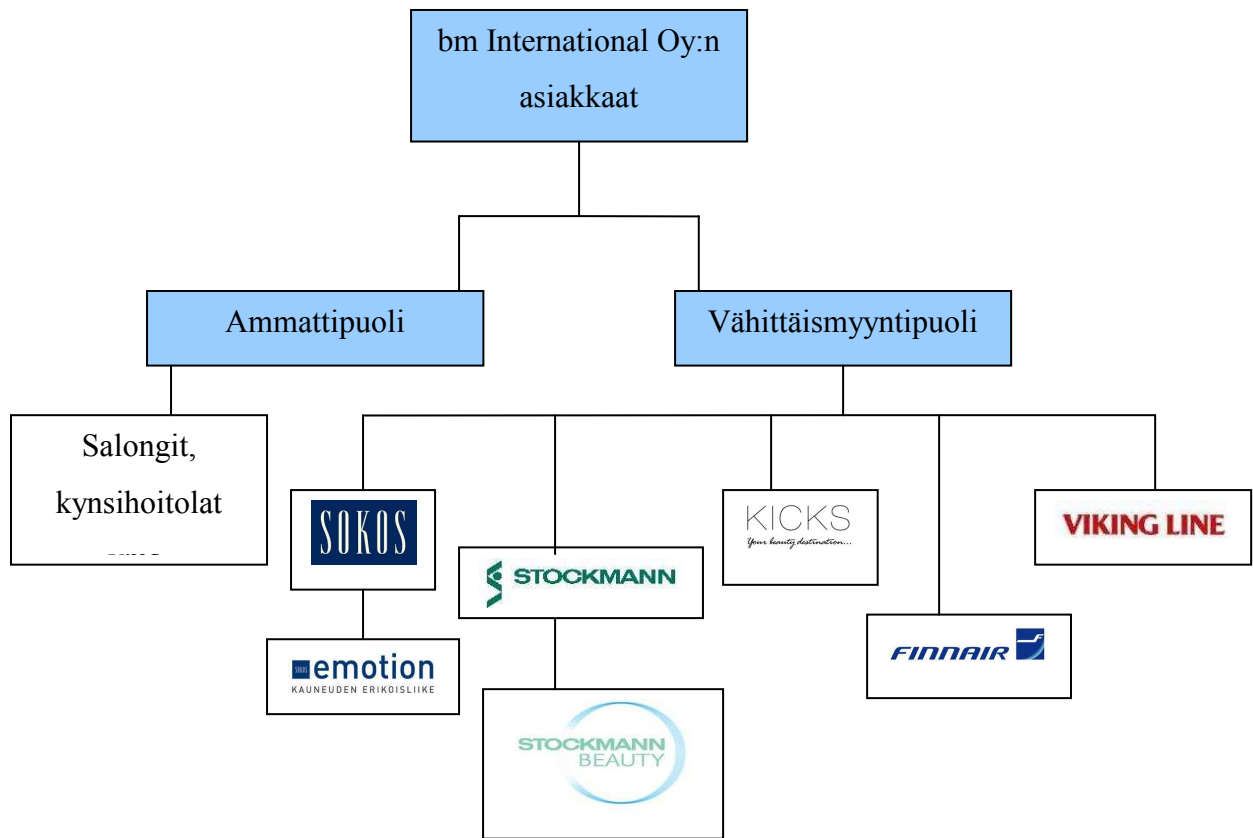 bm International Oy:n
asiakkaat
Ammattipuoli
Vähittäismyyntipuoli
Salongit,
kynsihoitolat
SOKOS
SOKOS emotion
KAUNEUDEN ERIKOISLIIKE
STOCKMANN
STOCKMANN
BEAUTY
KICKS
Your beauty destination...
FINNAIR
VIKING LINE